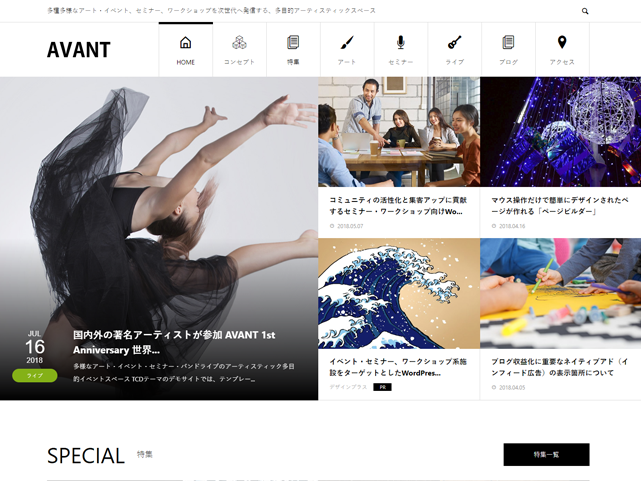 多種多様なアート・イベント、セミナー、ワークショップを次世代へ発信する、多目的アーティスティックスペース
AVANT
HOME
コンセプト
特集
アート
セミナー
ライブ
ブログ
アクセス
JUL
16
2018
ライブ
国内外の著名アーティストが参加 AVANT 1st
Anniversary 世界...
多様なアート・イベント・セミナー・バンドライブのアーティスティック多目
的イベントスペース TCDテーマのデモサイトでは、テンプレー...
コミュニティの活性化と集客アップに貢献
するセミナー・ワークショップ向けWo...
2018.05.07
マウス操作だけで簡単にデザインされたペ
ージが作れる「ページビルダー」
2018.04.16
イベント・セミナー、ワークショップ系施
設をターゲットとしたWordPres...
デザインプラス
PR
ブログ収益化に重要なネイティブアド（イ
ンフィード広告）の表示箇所について
2018.04.05
SPECIAL 特集
特集一覧